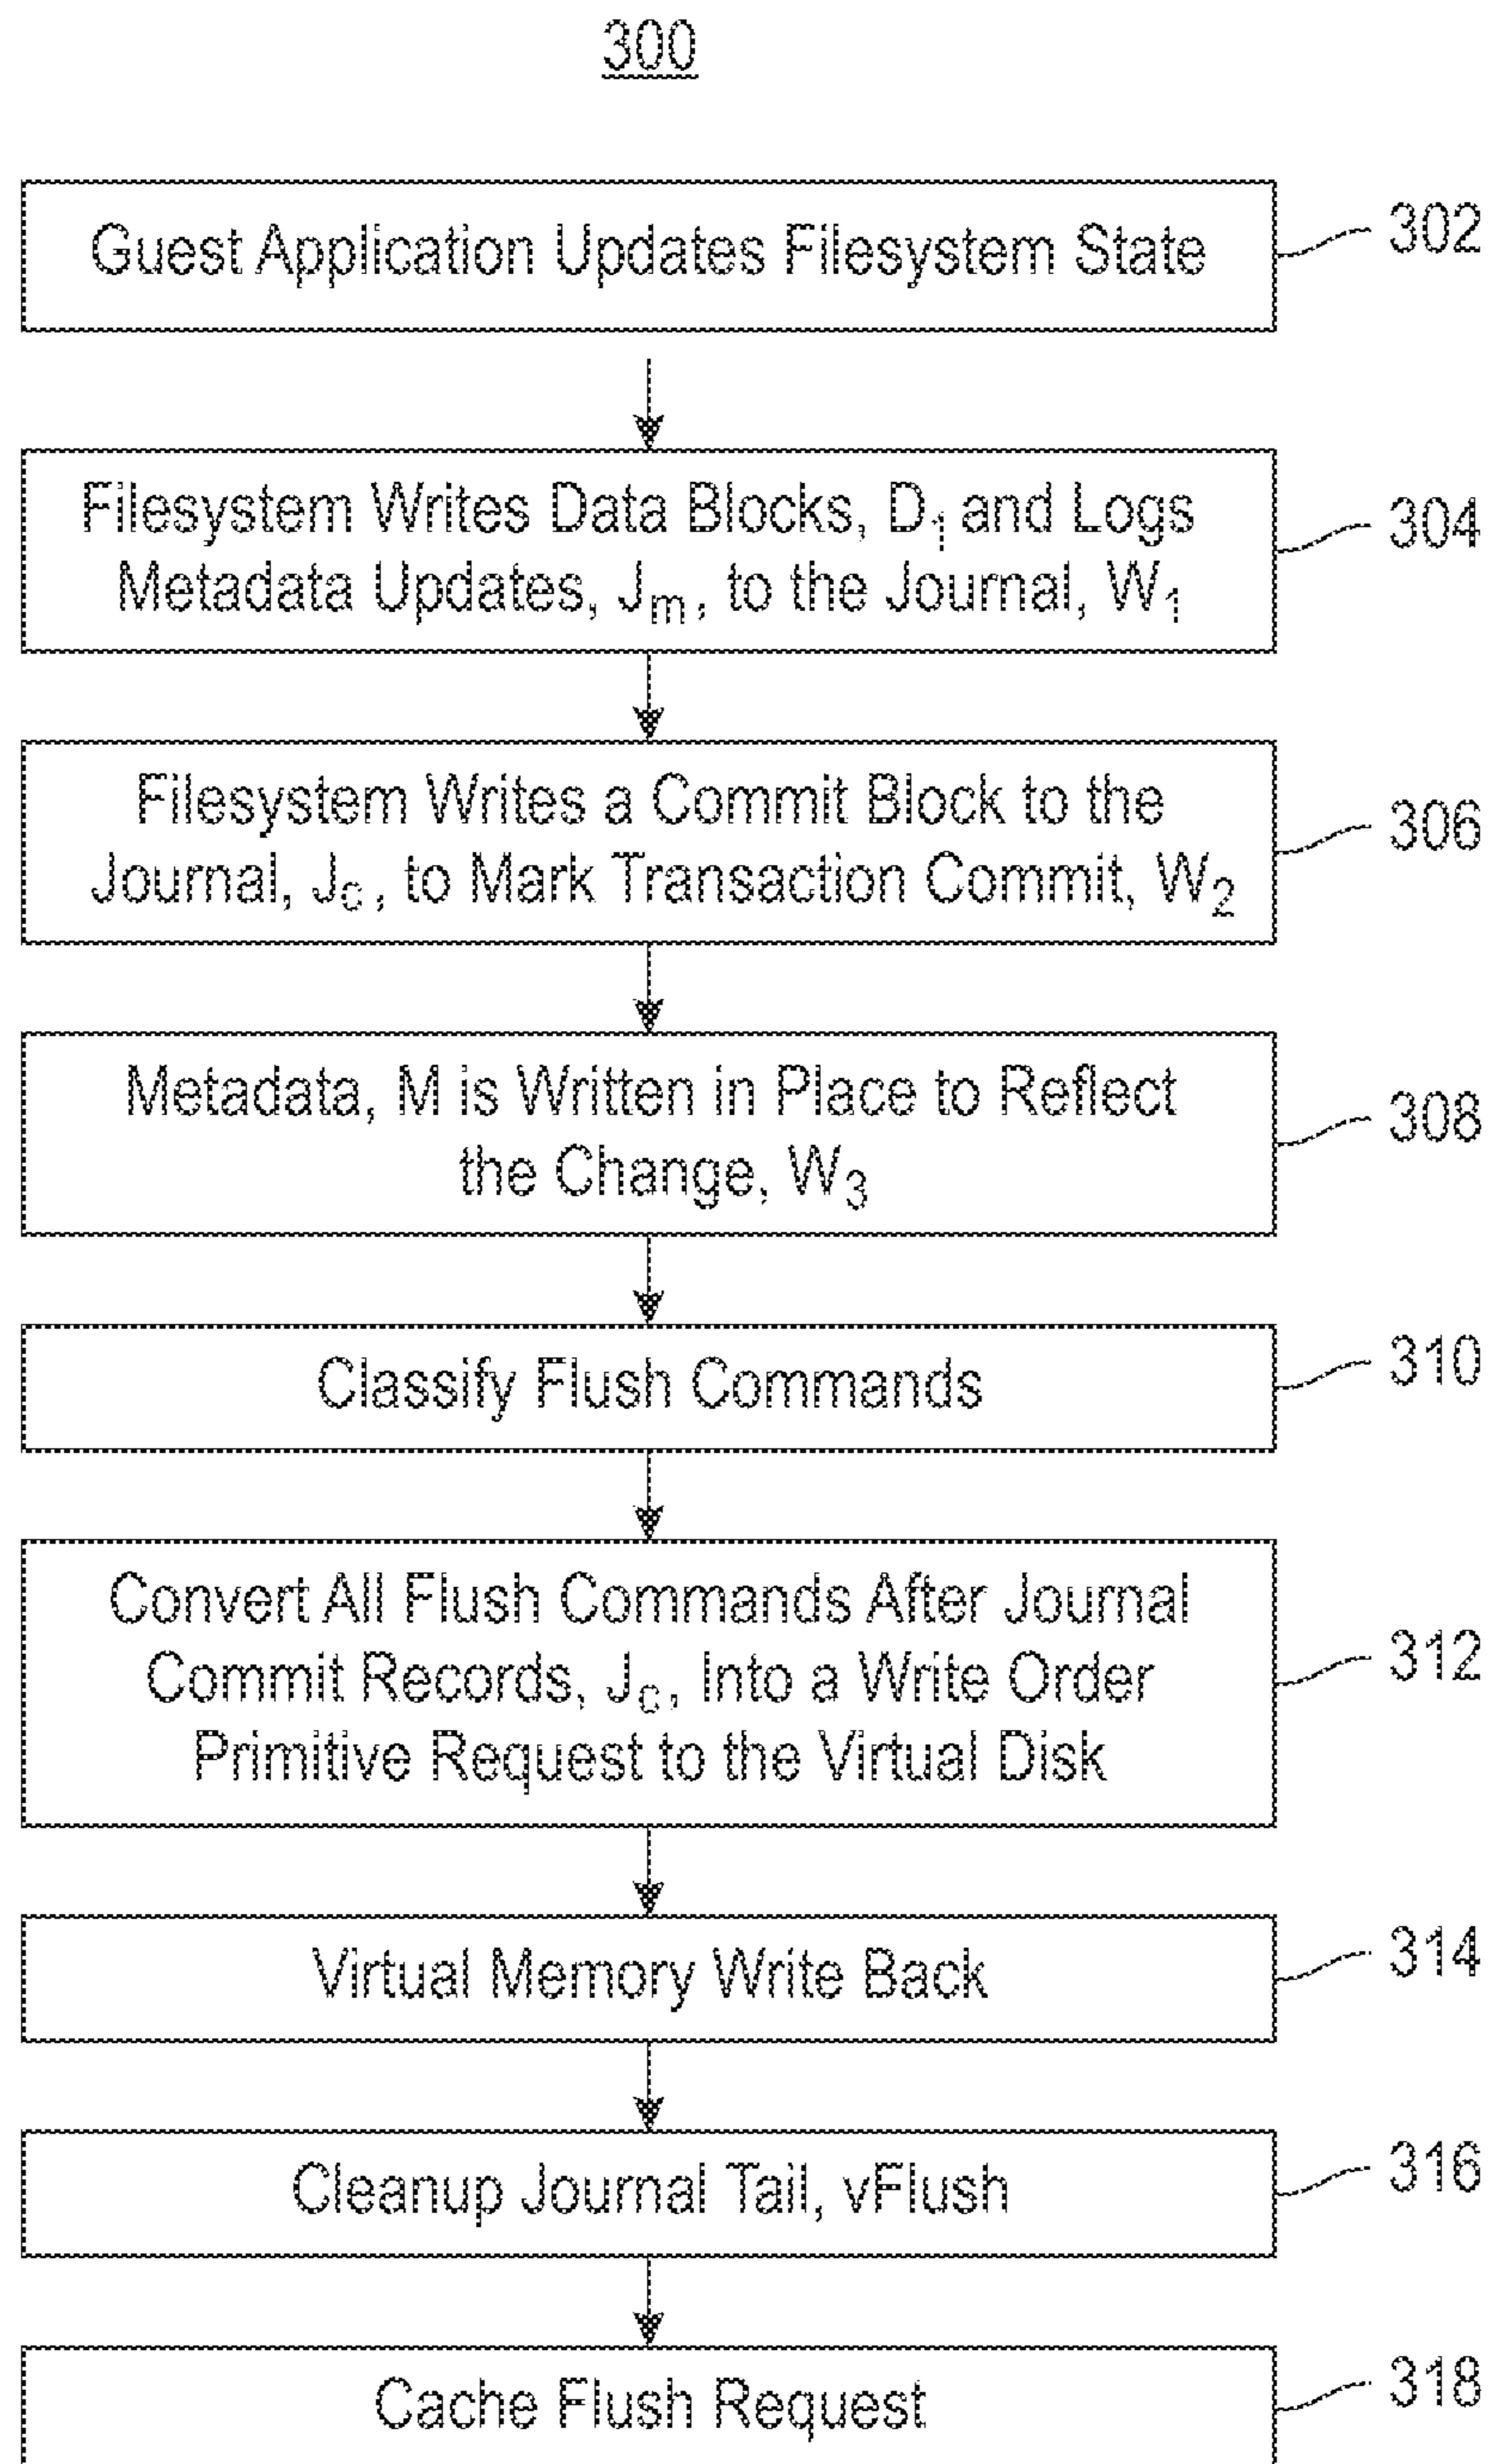 300
Guest Application Updates Filesystem State
302
Filesystem Writes Data Blocks, D₁ and Logs
Metadata Updates, Jₘ, to the Journal, W₁
304
Filesystem Writes a Commit Block to the
Journal, J꜀, to Mark Transaction Commit, W₂
306
Metadata, M is Written in Place to Reflect
the Change, W₃
308
Classify Flush Commands
310
Convert All Flush Commands After Journal
Commit Records, J꜀, Into a Write Order
Primitive Request to the Virtual Disk
312
Virtual Memory Write Back
314
Cleanup Journal Tail, vFlush
316
Cache Flush Request
318